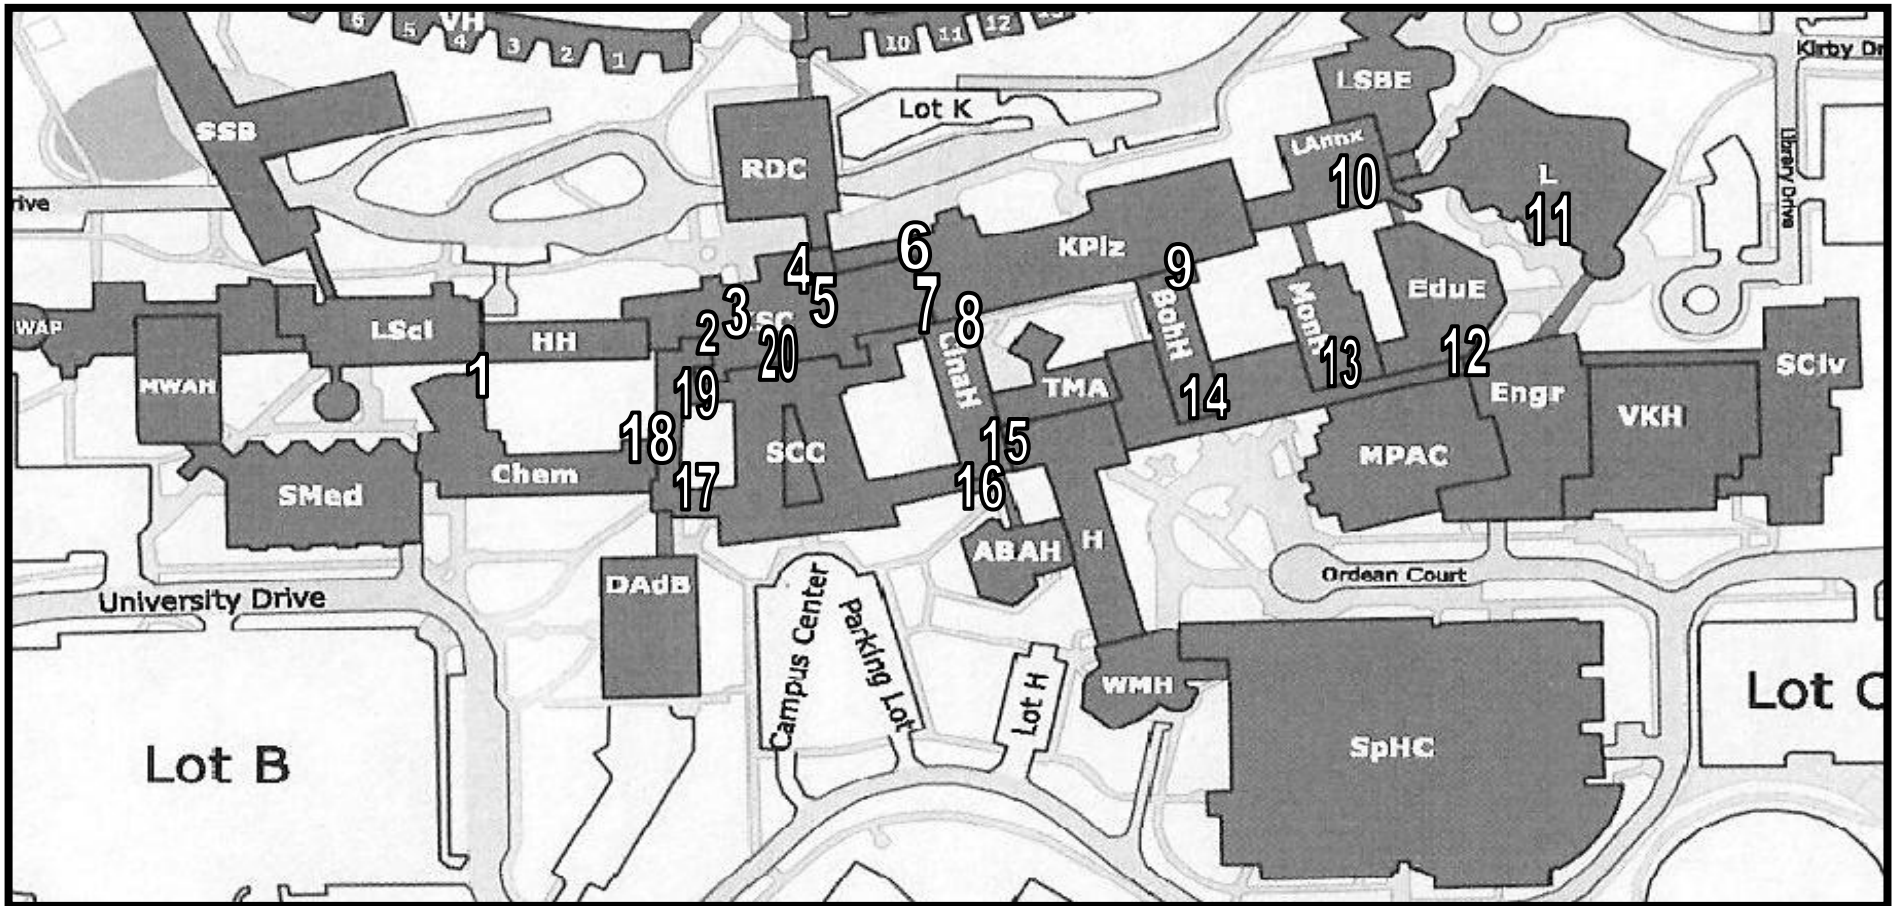 6 5 VH 4 3 2 1
10 11 12
Kirby Dr
LSBE
Lot K
SSB
LAnnx
Library Drive
RDC
10
L
11
rive
6
4
KPlz
9
5
7
3
8
EduE
WAP
LScI
HH
2
SC
20
BohH
MonH
12
13
SCiv
1
CinaH
MWAH
19
TMA
14
Engr
VKH
18
15
SCC
MPAC
Chem
17
16
SMed
ABAH
H
DAdB
Ordean Court
University Drive
Campus Center
Parking Lot
Lot H
WMH
Lot C
SpHC
Lot B